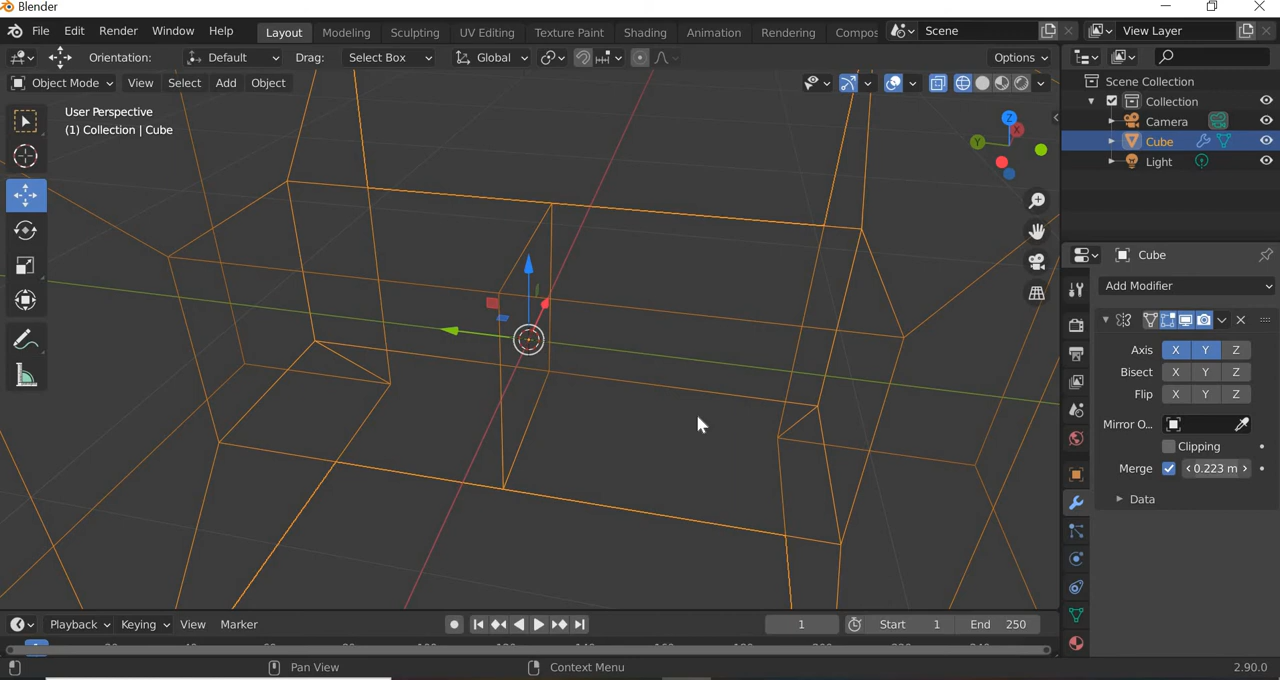 Blender
File Edit Render Window Help Layout Modeling Sculpting UV Editing Texture Paint Shading Animation Rendering Compos Scene View Layer
Orientation: Default Drag: Select Box Global Options
Object Mode View Select Add Object
User Perspective
(1) Collection | Cube
Z
X
Y
Scene Collection
Collection
Camera
Cube
Light
Cube
Add Modifier
Axis X Y Z
Bisect X Y Z
Flip X Y Z
Mirror O...
Clipping
Merge 0.223 m
Data
Playback Keying View Marker 1 Start 1 End 250
Pan View Context Menu 2.90.0